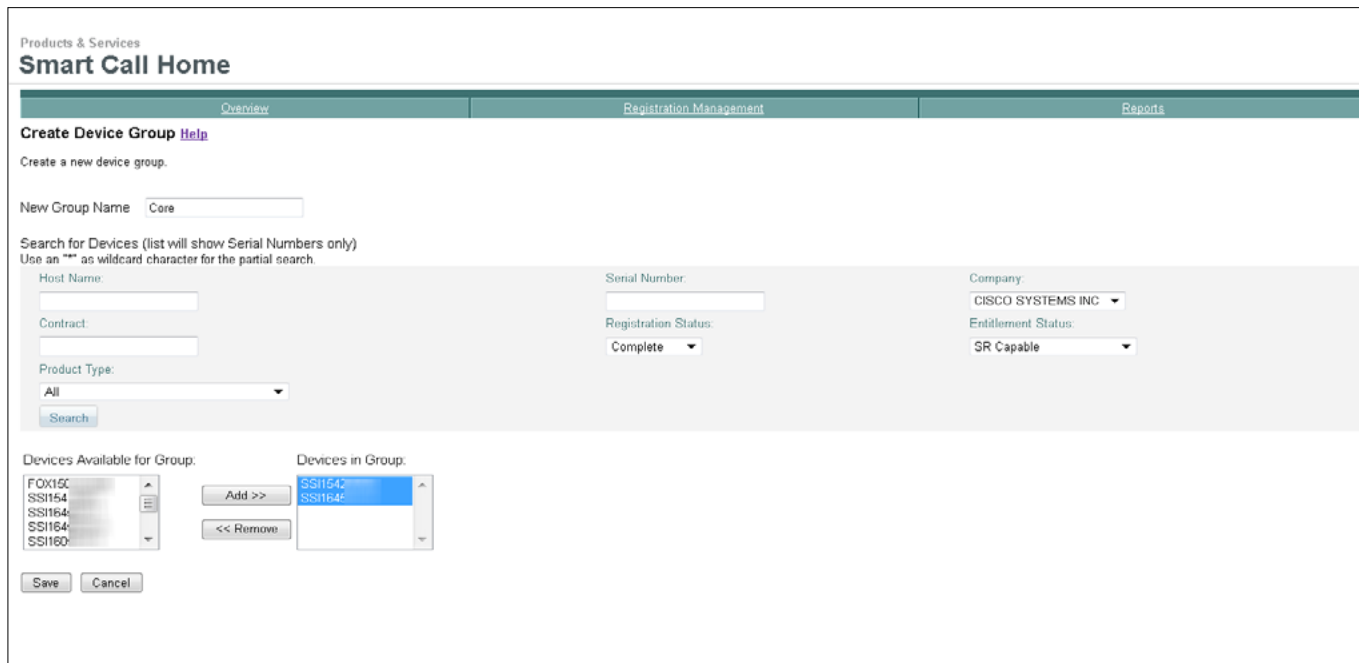 Products & Services
Smart Call Home
Overview Registration Management Reports
Create Device Group Help
Create a new device group.
New Group Name Core
Search for Devices (list will show Serial Numbers only)
Use an "*" as wildcard character for the partial search.
Host Name: Serial Number: Company:
CISCO SYSTEMS INC
Contract: Registration Status: Entitlement Status:
Complete SR Capable
Product Type:
All
Search
Devices Available for Group: Devices in Group:
Add >>
<< Remove
Save Cancel